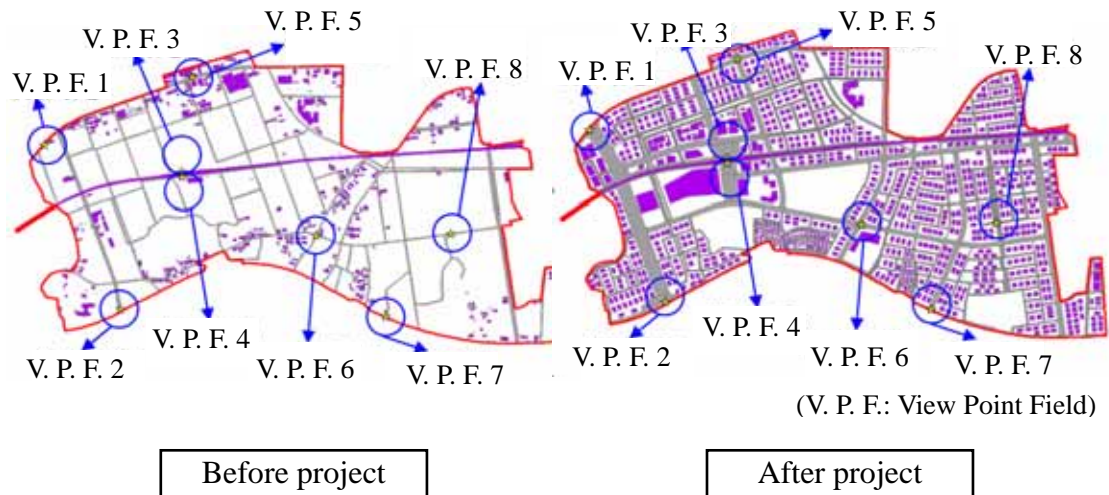 V. P. F. 5
V. P. F. 3
V. P. F. 1
V. P. F. 8
V. P. F. 4
V. P. F. 2
V. P. F. 6
V. P. F. 7
Before project
V. P. F. 5
V. P. F. 3
V. P. F. 1
V. P. F. 8
V. P. F. 4
V. P. F. 2
V. P. F. 6
V. P. F. 7
(V. P. F.: View Point Field)
After project